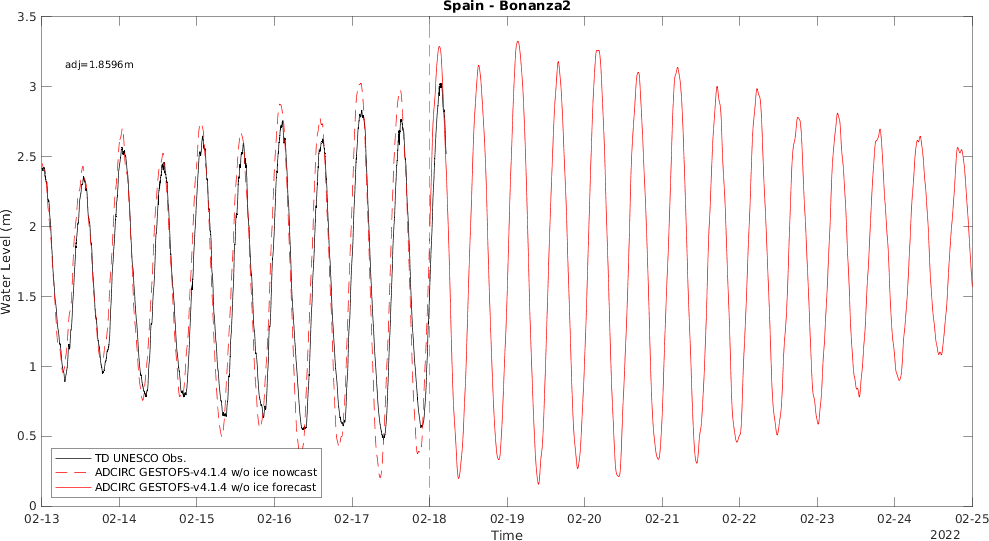 Spain - Bonanza2
3.5
3
2.5
2
1.5
1
0.5
0
Water Level (m)
adj=1.8596m
TD UNESCO Obs.
ADCIRC GESTOFS-v4.1.4 w/o ice nowcast
ADCIRC GESTOFS-v4.1.4 w/o ice forecast
02-13 02-14 02-15 02-16 02-17 02-18 02-19 02-20 02-21 02-22 02-23 02-24 02-25
Time
2022